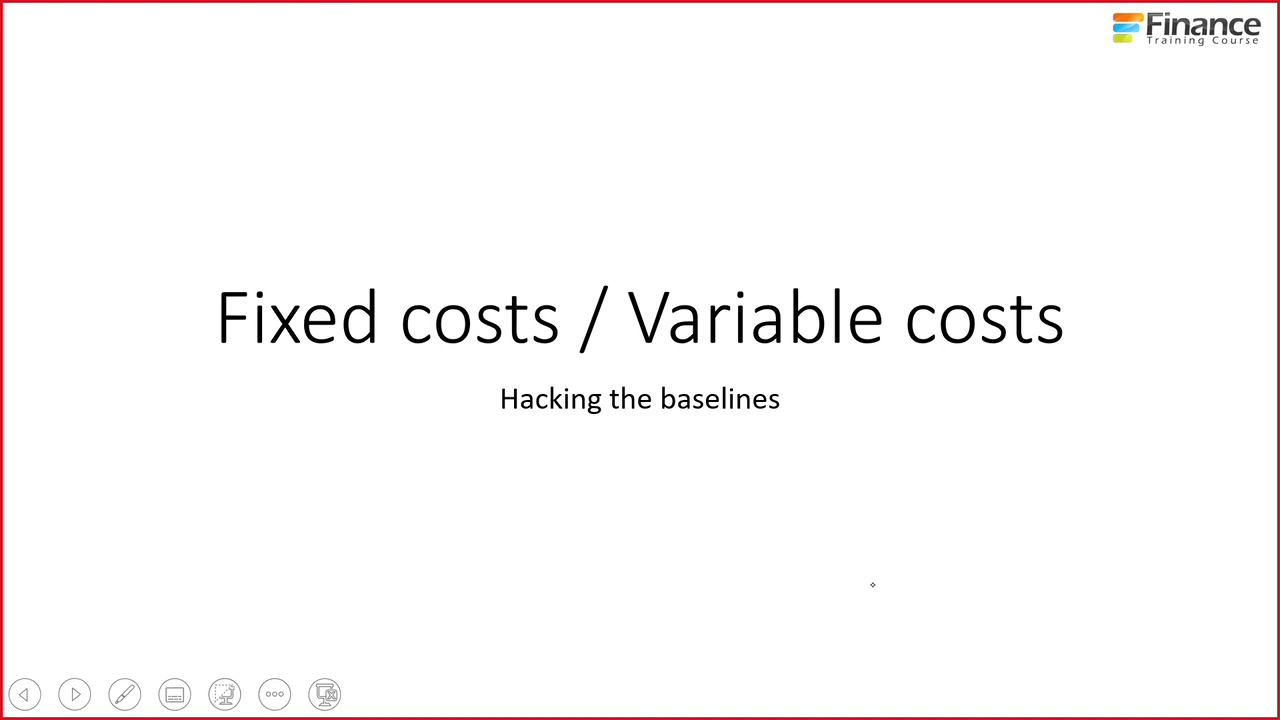 Finance
Training Course
Fixed costs / Variable costs
Hacking the baselines